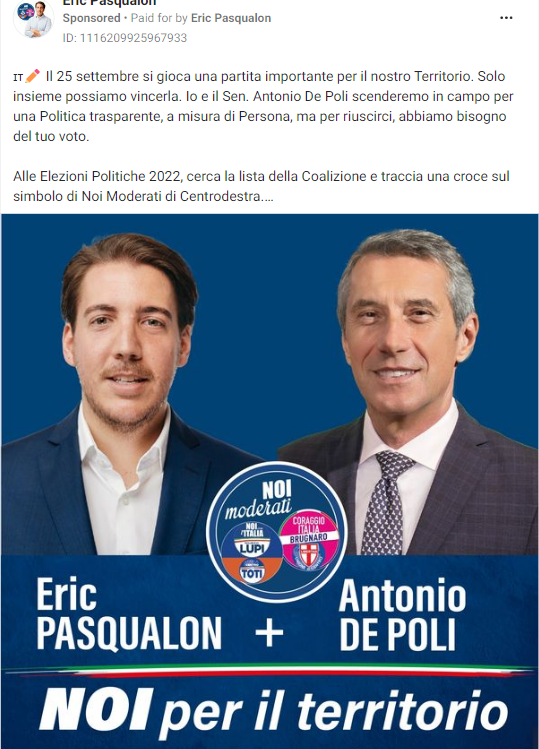 Eric Pasqualon
Sponsored • Paid for by Eric Pasqualon
ID: 1116209925967933
IT✏️ Il 25 settembre si gioca una partita importante per il nostro Territorio. Solo
insieme possiamo vincerla. Io e il Sen. Antonio De Poli scenderemo in campo per
una Politica trasparente, a misura di Persona, ma per riuscirci, abbiamo bisogno
del tuo voto.
Alle Elezioni Politiche 2022, cerca la lista della Coalizione e traccia una croce sul
simbolo di Noi Moderati di Centrodestra....
NOI
moderati
NOI
L'ITALIA
LUPI
CORAGGIO
ITALIA
BRUGNARO
TOTI
Eric
PASQUALON
+
Antonio
DE POLI
NOI per il territorio